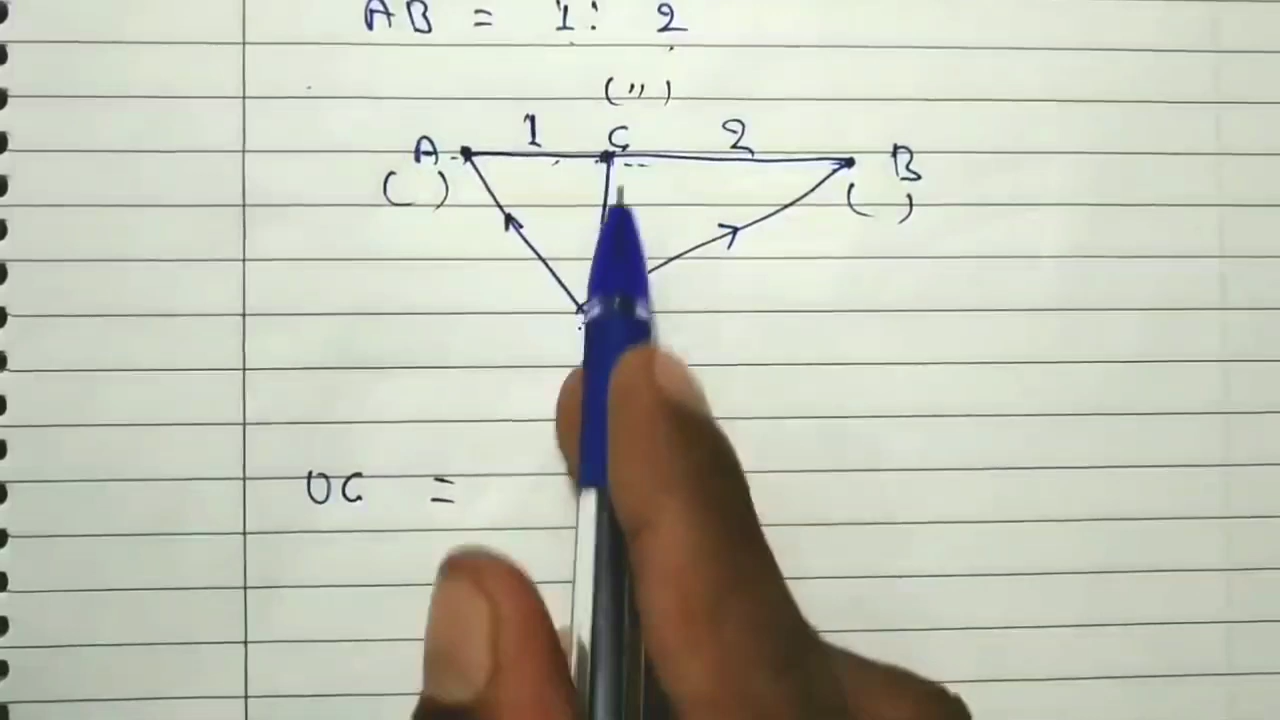 AB = 1: 2
(")
1 C 2
A B
( ) ( )
OC =